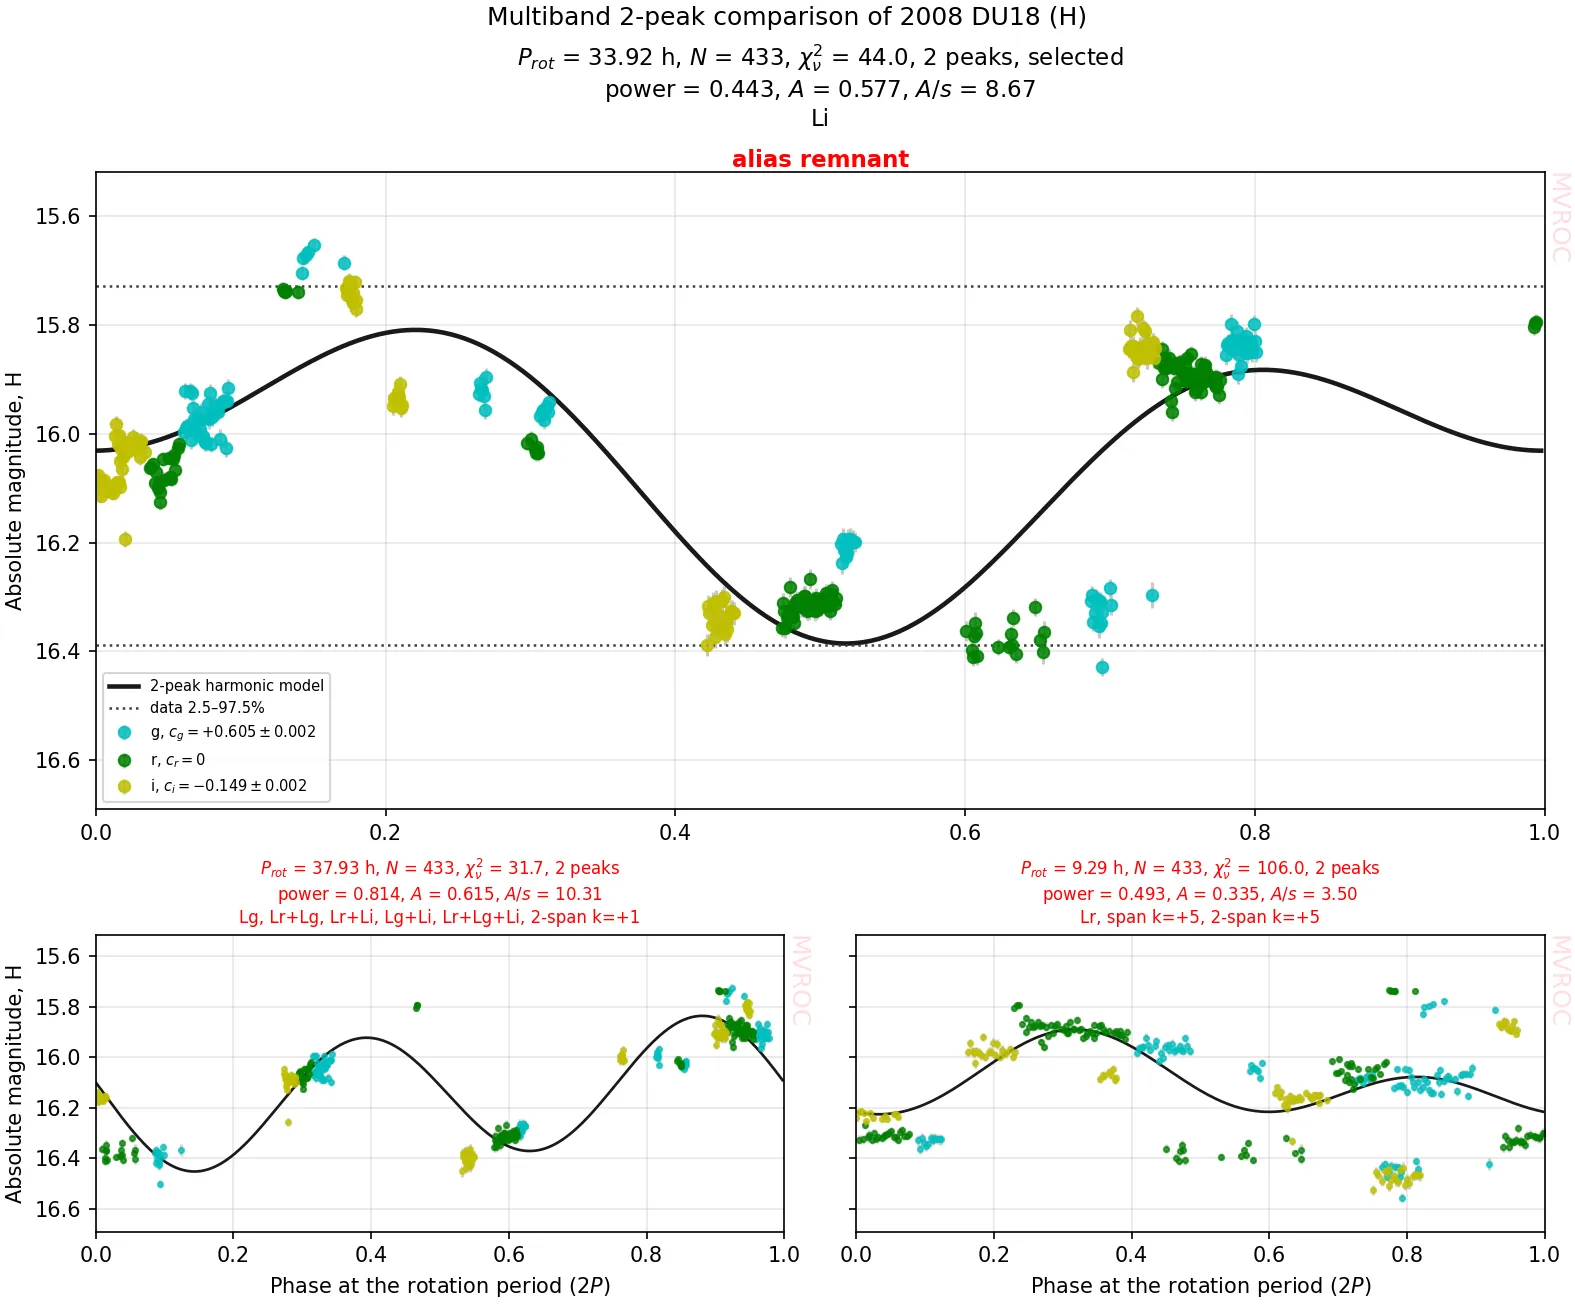 Multiband 2-peak comparison of 2008 DU18 (H)
P_rot = 33.92 h, N = 433, χ²_ν = 44.0, 2 peaks, selected
power = 0.443, A = 0.577, A/s = 8.67
Li
alias remnant
MVROC
Absolute magnitude, H
15.6
15.8
16.0
16.2
16.4
16.6
2-peak harmonic model
data 2.5–97.5%
g, c_g = +0.605 ± 0.002
r, c_r = 0
i, c_i = −0.149 ± 0.002
0.0 0.2 0.4 0.6 0.8 1.0
P_rot = 37.93 h, N = 433, χ²_ν = 31.7, 2 peaks
power = 0.814, A = 0.615, A/s = 10.31
Lg, Lr+Lg, Lr+Li, Lg+Li, Lr+Lg+Li, 2-span k=+1
MVROC
Absolute magnitude, H
15.6
15.8
16.0
16.2
16.4
16.6
0.0 0.2 0.4 0.6 0.8 1.0
Phase at the rotation period (2P)
P_rot = 9.29 h, N = 433, χ²_ν = 106.0, 2 peaks
power = 0.493, A = 0.335, A/s = 3.50
Lr, span k=+5, 2-span k=+5
MVROC
0.0 0.2 0.4 0.6 0.8 1.0
Phase at the rotation period (2P)